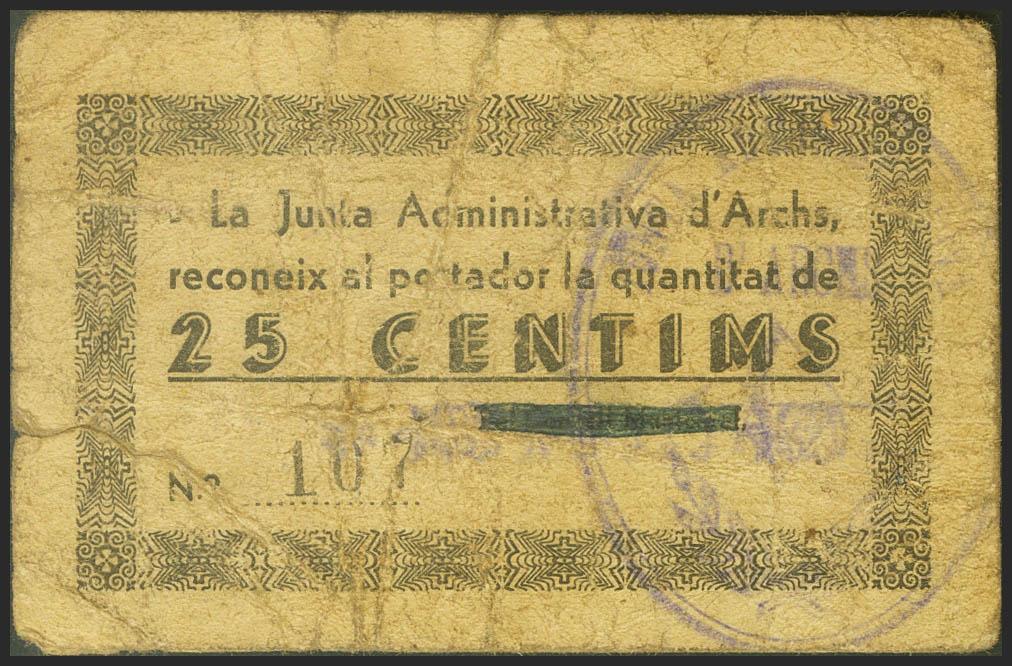 La Junta Administrativa d'Archs,
reconeix al portador la quantitat de
25 CENTIMS
N.º 107